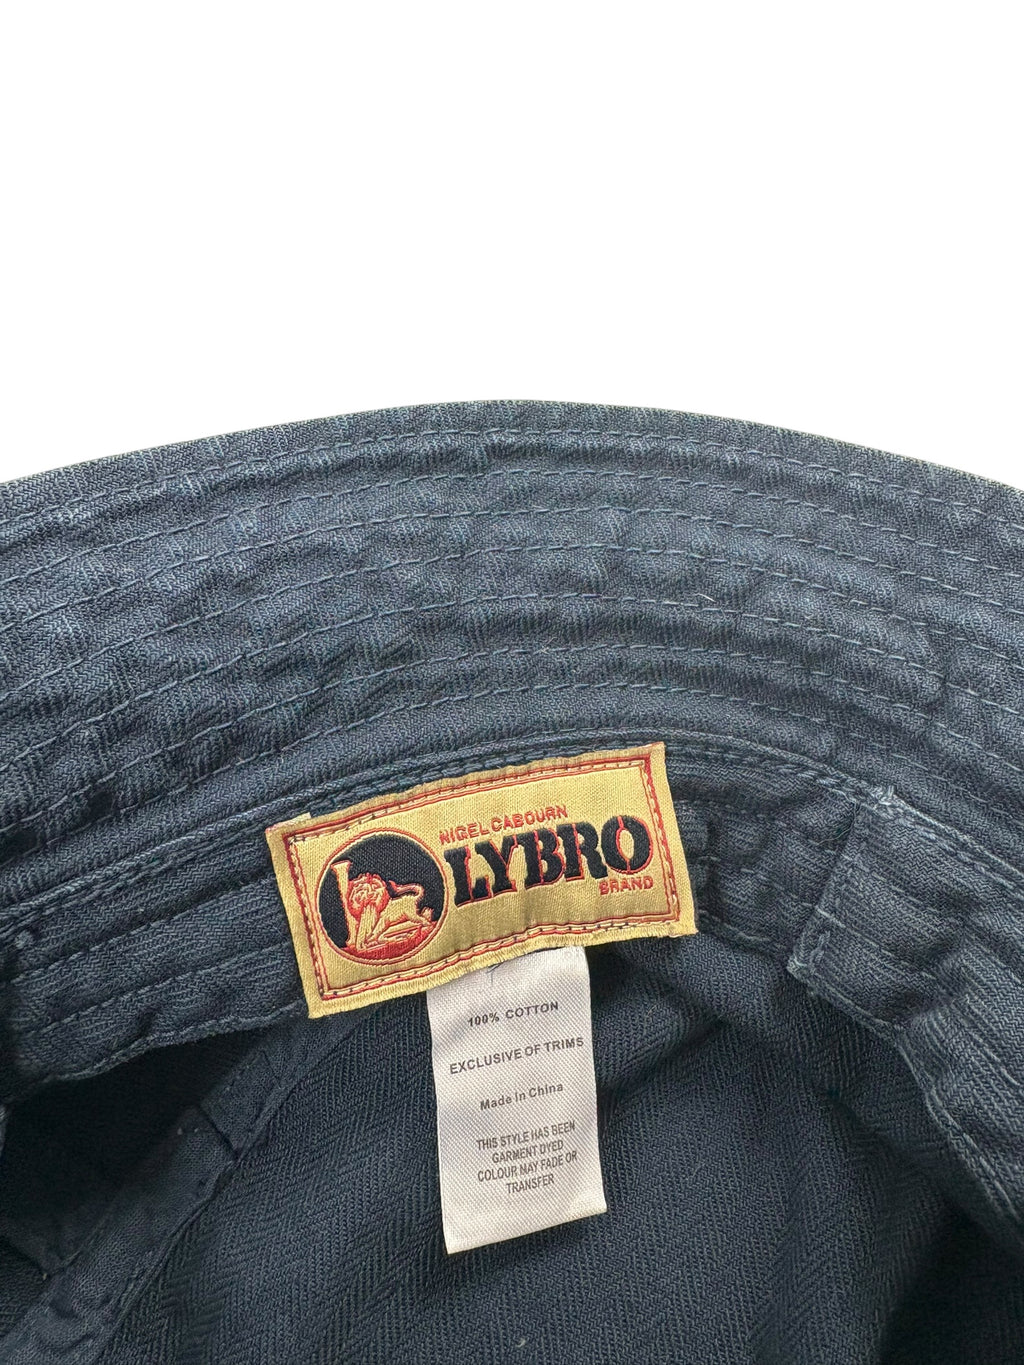 NIGEL CABOURN
LYBRO
BRAND
100% COTTON
EXCLUSIVE OF TRIMS
Made in China
THIS STYLE HAS BEEN
GARMENT DYED
COLOUR MAY FADE OR
TRANSFER